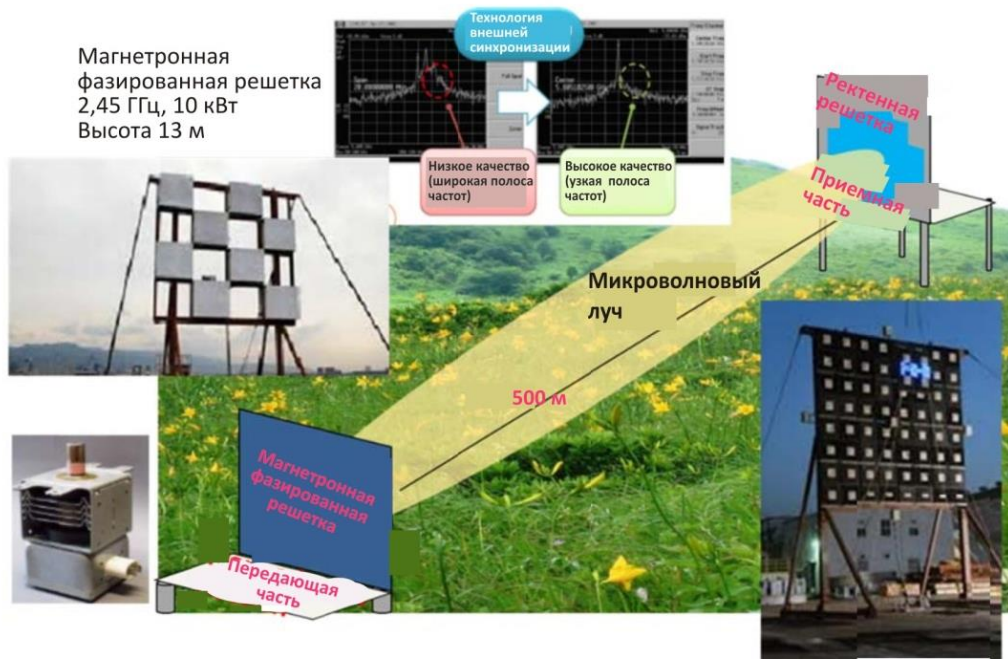 Магнетронная
фазированная решетка
2,45 ГГц, 10 кВт
Высота 13 м
Технология
внешней
синхронизации
Низкое качество
(широкая полоса
частот)
Высокое качество
(узкая полоса
частот)
Ректенная
решетка
Приемная
часть
Микроволновый
луч
500 м
Магнетронная
фазированная
решетка
Передающая
часть